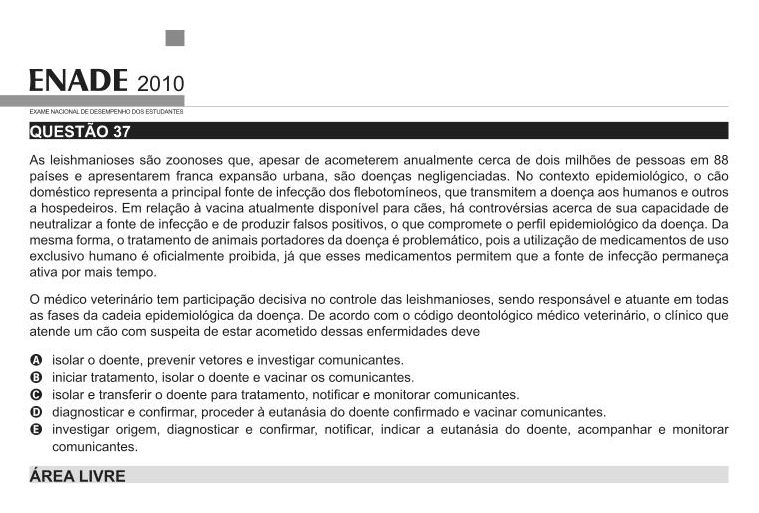 ENADE 2010
EXAME NACIONAL DE DESEMPENHO DOS ESTUDANTES
QUESTÃO 37
As leishmanioses são zoonoses que, apesar de acometerem anualmente cerca de dois milhões de pessoas em 88
países e apresentarem franca expansão urbana, são doenças negligenciadas. No contexto epidemiológico, o cão
doméstico representa a principal fonte de infecção dos flebotomíneos, que transmitem a doença aos humanos e outros
a hospedeiros. Em relação à vacina atualmente disponível para cães, há controvérsias acerca de sua capacidade de
neutralizar a fonte de infecção e de produzir falsos positivos, o que compromete o perfil epidemiológico da doença. Da
mesma forma, o tratamento de animais portadores da doença é problemático, pois a utilização de medicamentos de uso
exclusivo humano é oficialmente proibida, já que esses medicamentos permitem que a fonte de infecção permaneça
ativa por mais tempo.
O médico veterinário tem participação decisiva no controle das leishmanioses, sendo responsável e atuante em todas
as fases da cadeia epidemiológica da doença. De acordo com o código deontológico médico veterinário, o clínico que
atende um cão com suspeita de estar acometido dessas enfermidades deve
A isolar o doente, prevenir vetores e investigar comunicantes.
B iniciar tratamento, isolar o doente e vacinar os comunicantes.
C isolar e transferir o doente para tratamento, notificar e monitorar comunicantes.
D diagnosticar e confirmar, proceder à eutanásia do doente confirmado e vacinar comunicantes.
E investigar origem, diagnosticar e confirmar, notificar, indicar a eutanásia do doente, acompanhar e monitorar
comunicantes.
ÁREA LIVRE